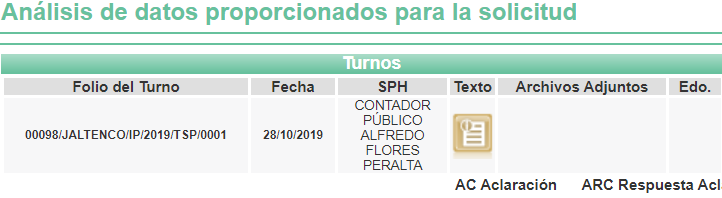 Análisis de datos proporcionados para la solicitud
Turnos
Folio del Turno Fecha SPH Texto Archivos Adjuntos Edo.
00098/JALTENCO/IP/2019/TSP/0001 28/10/2019 CONTADOR
PÚBLICO
ALFREDO
FLORES
PERALTA
AC Aclaración ARC Respuesta Acl